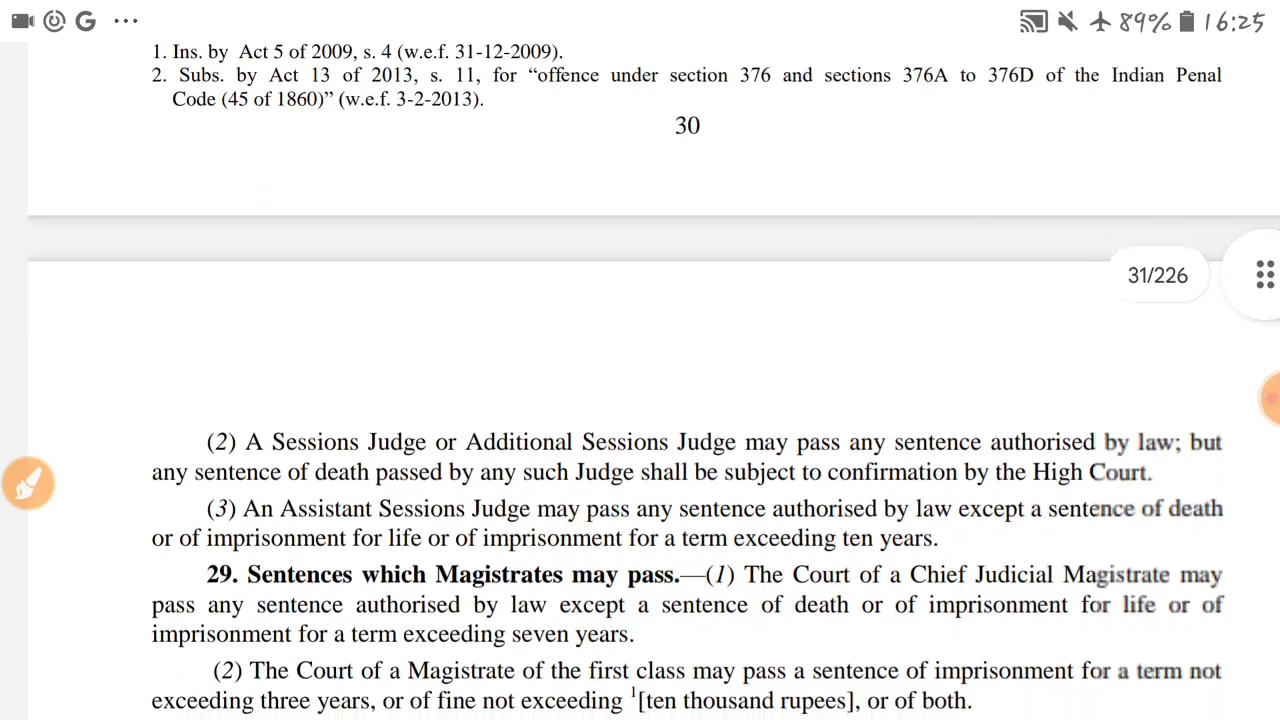 G ... 89% 16:25
1. Ins. by Act 5 of 2009, s. 4 (w.e.f. 31-12-2009).
2. Subs. by Act 13 of 2013, s. 11, for “offence under section 376 and sections 376A to 376D of the Indian Penal
Code (45 of 1860)” (w.e.f. 3-2-2013).
30
31/226
(2) A Sessions Judge or Additional Sessions Judge may pass any sentence authorised by law; but
any sentence of death passed by any such Judge shall be subject to confirmation by the High Court.
(3) An Assistant Sessions Judge may pass any sentence authorised by law except a sentence of death
or of imprisonment for life or of imprisonment for a term exceeding ten years.
29. Sentences which Magistrates may pass.—(1) The Court of a Chief Judicial Magistrate may
pass any sentence authorised by law except a sentence of death or of imprisonment for life or of
imprisonment for a term exceeding seven years.
(2) The Court of a Magistrate of the first class may pass a sentence of imprisonment for a term not
exceeding three years, or of fine not exceeding 1[ten thousand rupees], or of both.